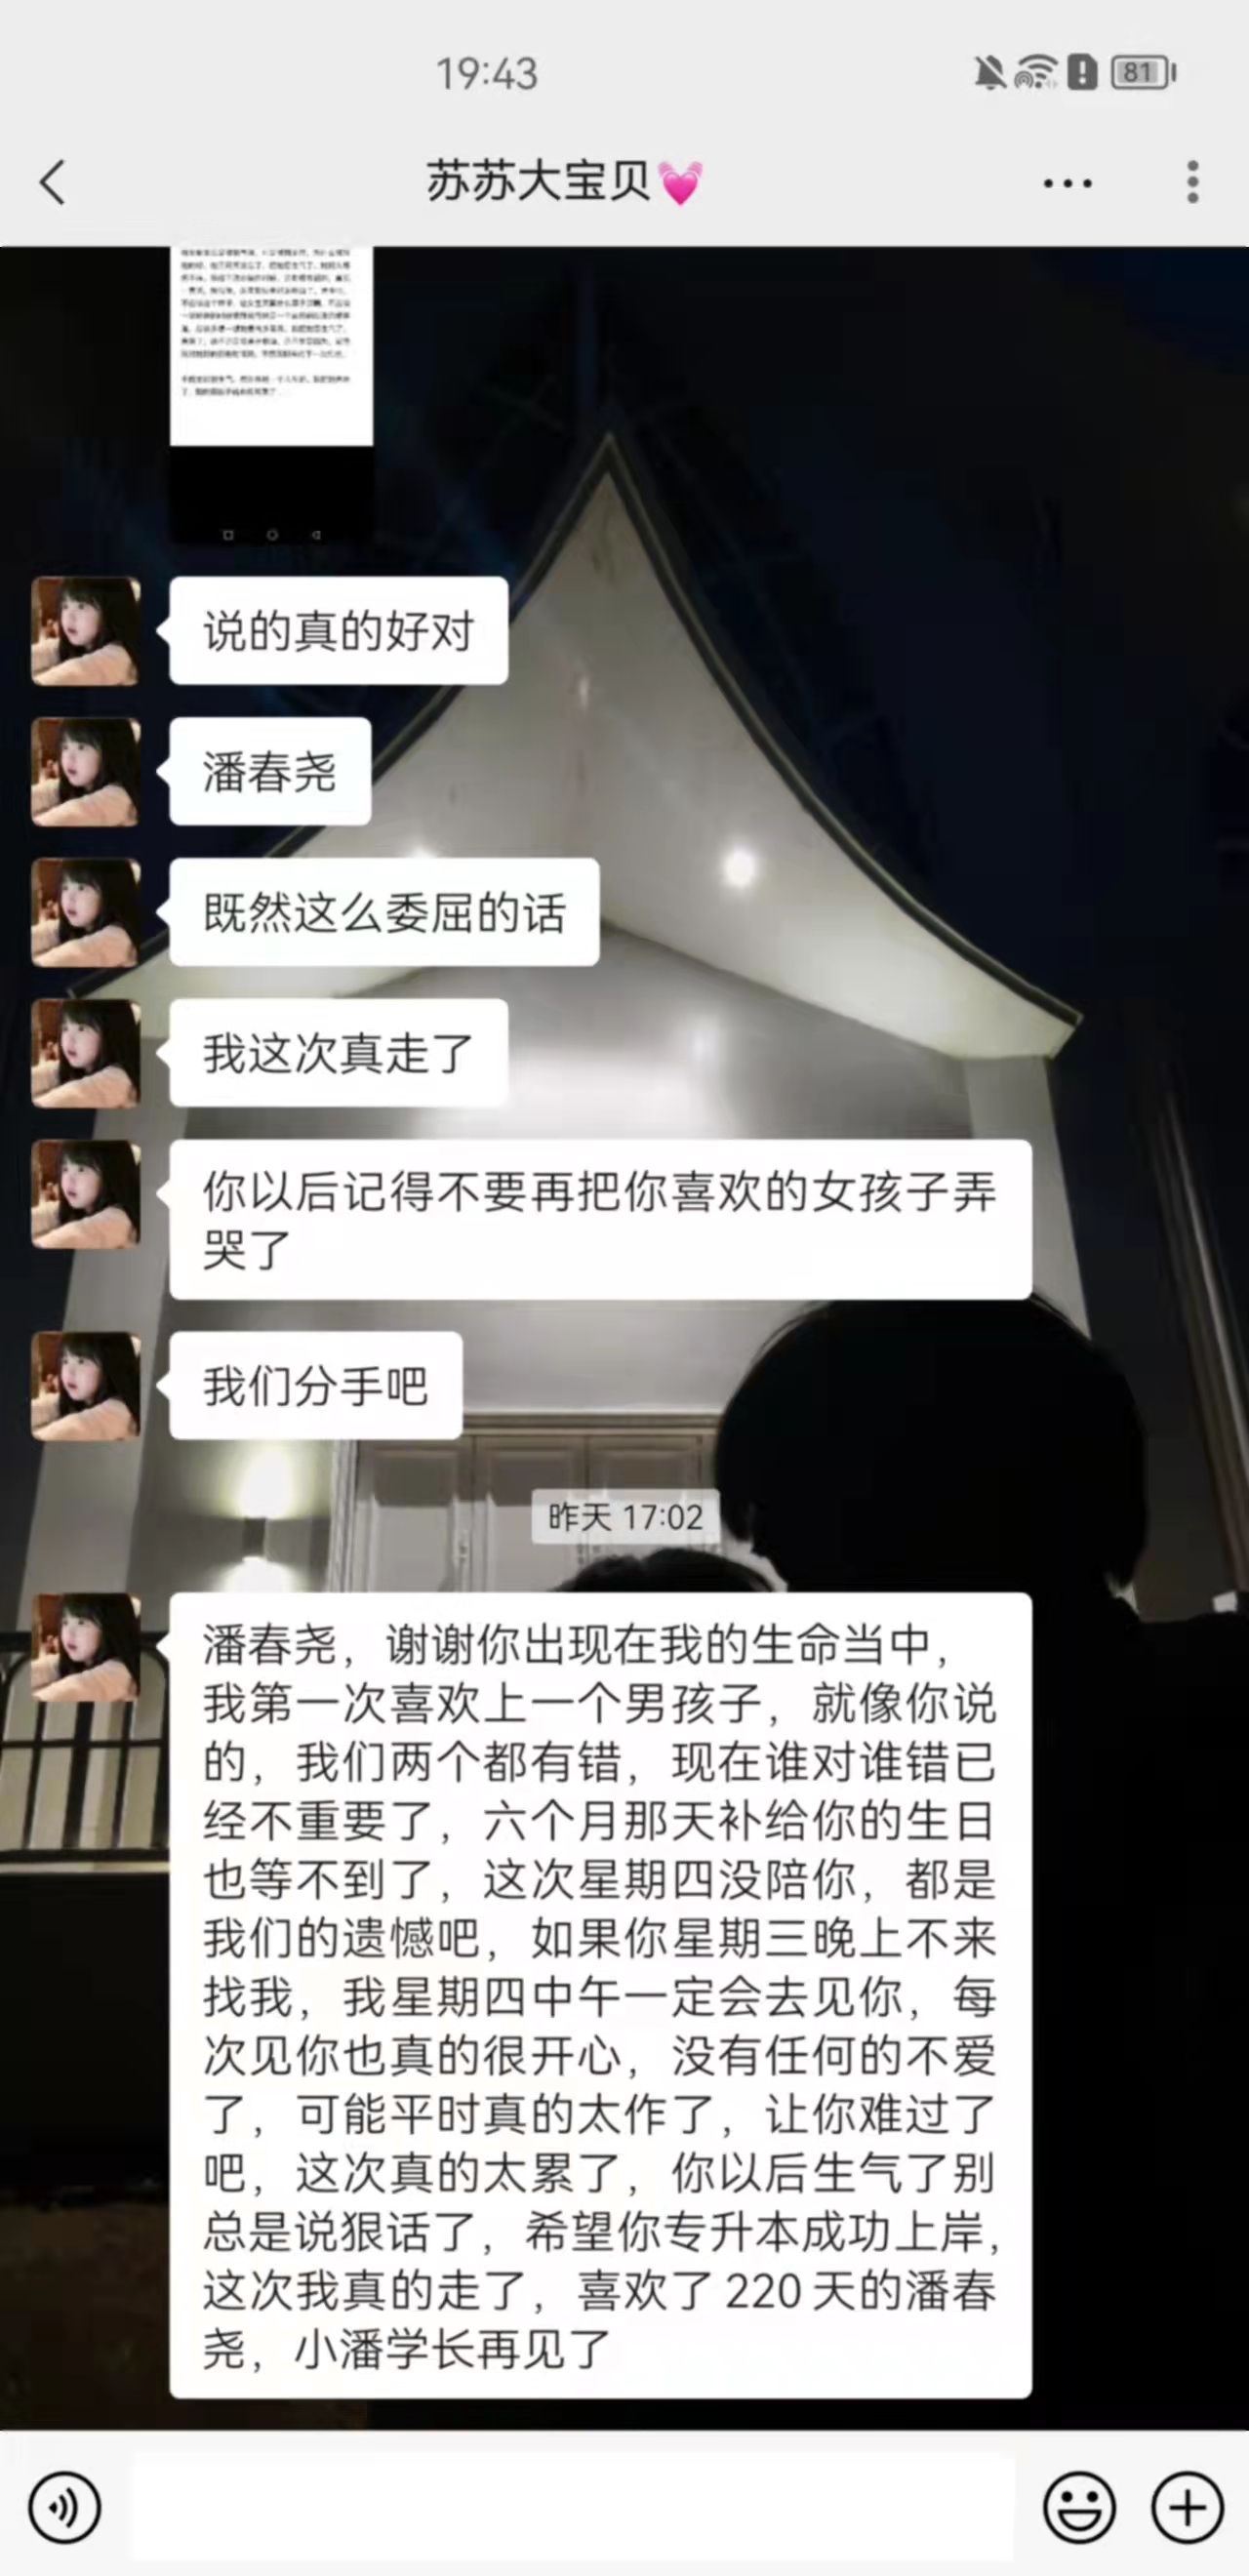 19:43
81
苏苏大宝贝💓
说的真的好对
潘春尧
既然这么委屈的话
我这次真走了
你以后记得不要再把你喜欢的女孩子弄
哭了
我们分手吧
昨天 17:02
潘春尧，谢谢你出现在我的生命当中，
我第一次喜欢上一个男孩子，就像你说
的，我们两个都有错，现在谁对谁错已
经不重要了，六个月那天补给你的生日
也等不到了，这次星期四没陪你，都是
我们的遗憾吧，如果你星期三晚上不来
找我，我星期四中午一定会去见你，每
次见你也真的很开心，没有任何的不爱
了，可能平时真的太作了，让你难过了
吧，这次真的太累了，你以后生气了别
总是说狠话了，希望你专升本成功上岸，
这次我真的走了，喜欢了 220 天的潘春
尧，小潘学长再见了